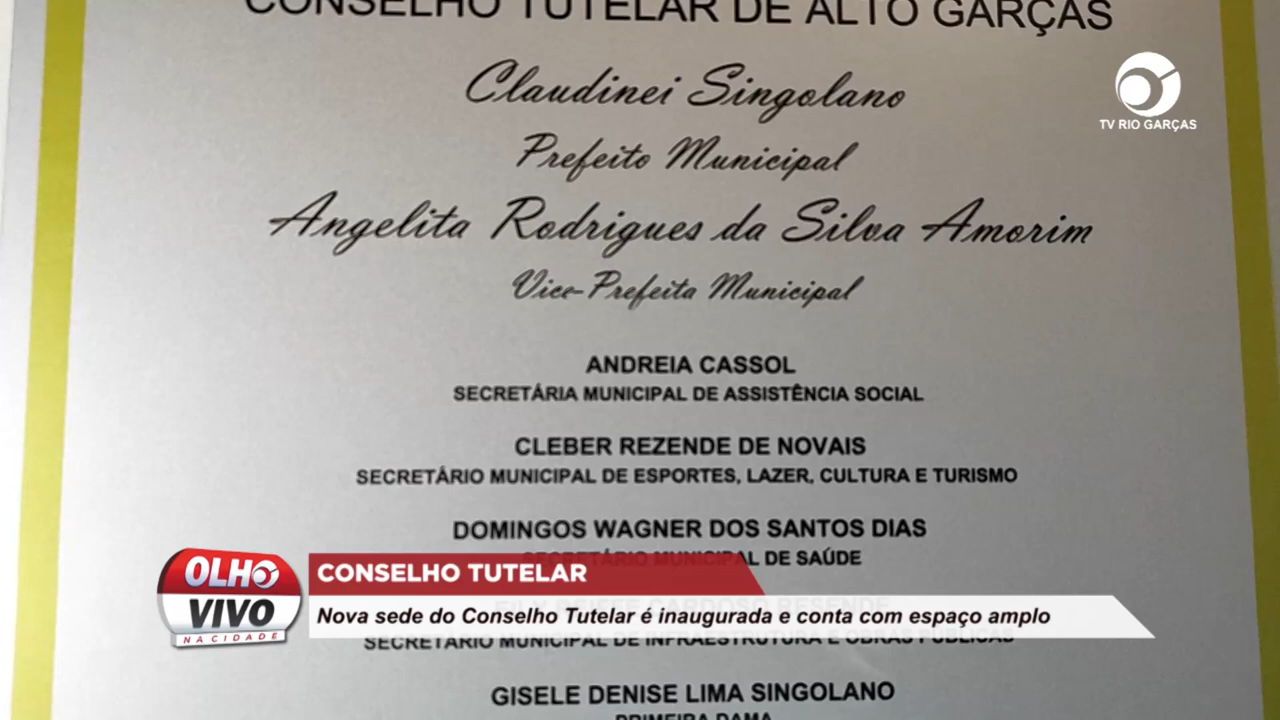 CONSELHO TUTELAR DE ALTO GARÇAS
Claudinei Singolano
TV RIO GARÇAS
Prefeito Municipal
Angelita Rodrigues da Silva Amorim
Vice-Prefeita Municipal
ANDREIA CASSOL
SECRETÁRIA MUNICIPAL DE ASSISTÊNCIA SOCIAL
CLEBER REZENDE DE NOVAIS
SECRETÁRIO MUNICIPAL DE ESPORTES, LAZER, CULTURA E TURISMO
DOMINGOS WAGNER DOS SANTOS DIAS
SECRETÁRIO MUNICIPAL DE SAÚDE
OLHO
VIVO
NA CIDADE
CONSELHO TUTELAR
CARDOSO RESENDE
Nova sede do Conselho Tutelar é inaugurada e conta com espaço amplo
SECRETÁRIO MUNICIPAL DE INFRAESTRUTURA E OBRAS PÚBLICAS
GISELE DENISE LIMA SINGOLANO
PRIMEIRA DAMA